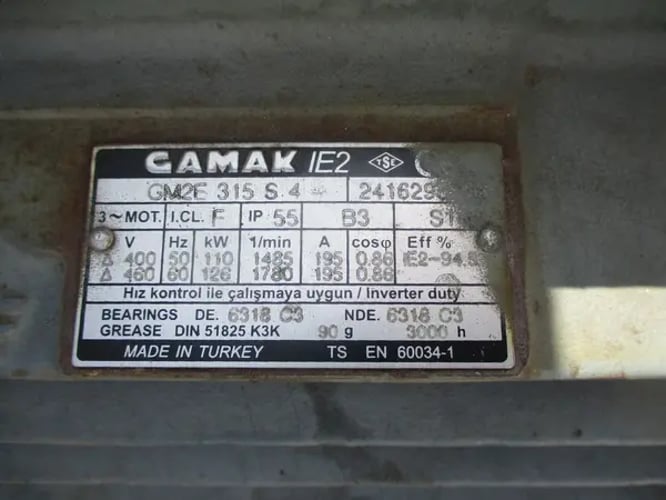 GAMAK IE2 TSE
GM2E 315 S 4
3~MOT. I.CL. F IP 55 B3 S1
V Hz kW 1/min A cosφ Eff %
Δ 400 50 110 1485 195 0.86 IE2-94.5
Δ 460 60 126 1780 195 0.86
Hız kontrol ile çalışmaya uygun / Inverter duty
BEARINGS DE. 6318 C3 NDE. 6318 C3
GREASE DIN 51825 K3K 90 g 3000 h
MADE IN TURKEY TS EN 60034-1